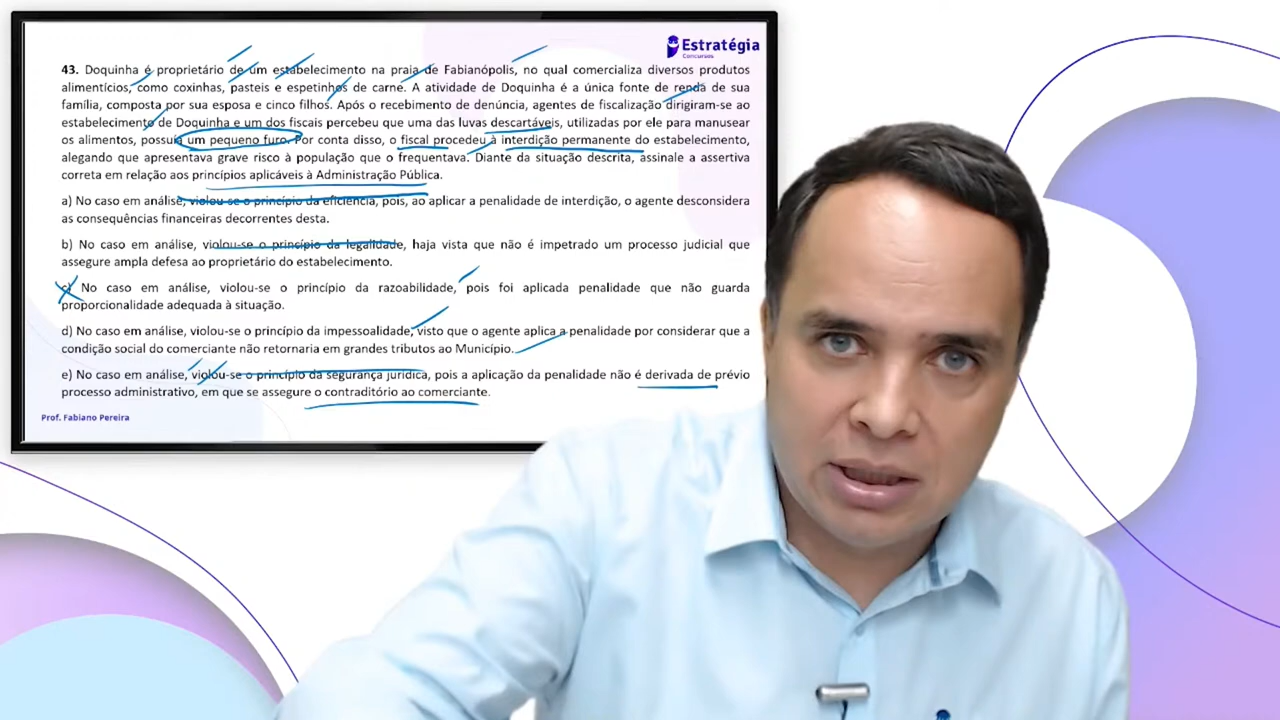 Estratégia
Concursos
43. Doquinha é proprietário de um estabelecimento na praia de Fabianópolis, no qual comercializa diversos produtos
alimentícios, como coxinhas, pasteis e espetinhos de carne. A atividade de Doquinha é a única fonte de renda de sua
família, composta por sua esposa e cinco filhos. Após o recebimento de denúncia, agentes de fiscalização dirigiram-se ao
estabelecimento de Doquinha e um dos fiscais percebeu que uma das luvas descartáveis, utilizadas por ele para manusear
os alimentos, possuía um pequeno furo. Por conta disso, o fiscal procedeu à interdição permanente do estabelecimento,
alegando que apresentava grave risco à população que o frequentava. Diante da situação descrita, assinale a assertiva
correta em relação aos princípios aplicáveis à Administração Pública.
a) No caso em análise, violou-se o princípio da eficiência, pois, ao aplicar a penalidade de interdição, o agente desconsidera
as consequências financeiras decorrentes desta.
b) No caso em análise, violou-se o princípio da legalidade, haja vista que não é impetrado um processo judicial que
assegure ampla defesa ao proprietário do estabelecimento.
c) No caso em análise, violou-se o princípio da razoabilidade, pois foi aplicada penalidade que não guarda
proporcionalidade adequada à situação.
d) No caso em análise, violou-se o princípio da impessoalidade, visto que o agente aplica a penalidade por considerar que a
condição social do comerciante não retornaria em grandes tributos ao Município.
e) No caso em análise, violou-se o princípio da segurança jurídica, pois a aplicação da penalidade não é derivada de prévio
processo administrativo, em que se assegure o contraditório ao comerciante.
Prof. Fabiano Pereira